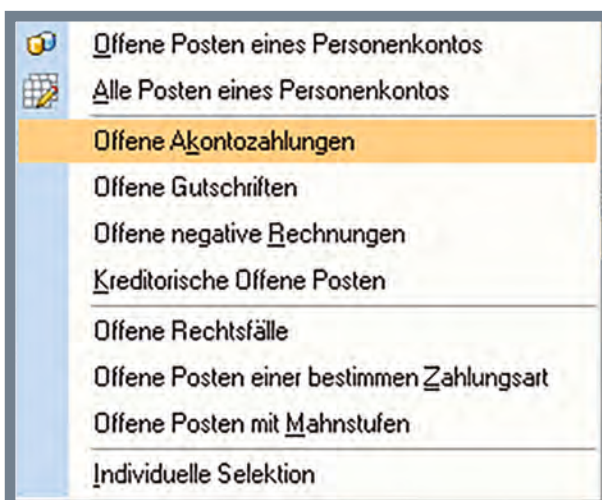 Offene Posten eines Personenkontos
Alle Posten eines Personenkontos
Offene Akontozahlungen
Offene Gutschriften
Offene negative Rechnungen
Kreditorische Offene Posten
Offene Rechtsfälle
Offene Posten einer bestimmen Zahlungsart
Offene Posten mit Mahnstufen
Individuelle Selektion